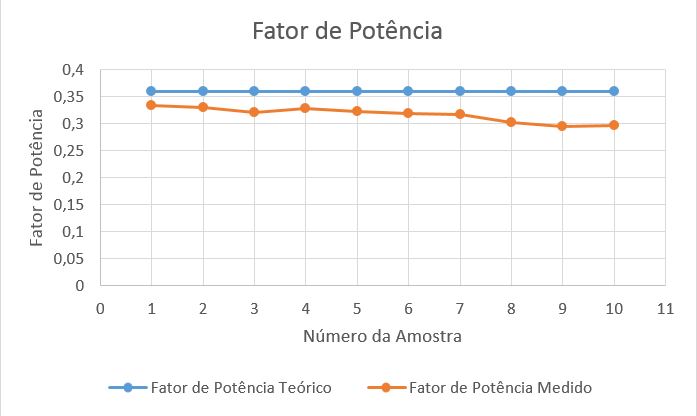 Fator de Potência
Fator de Potência
0,4
0,35
0,3
0,25
0,2
0,15
0,1
0,05
0
0 1 2 3 4 5 6 7 8 9 10 11
Número da Amostra
Fator de Potência Teórico Fator de Potência Medido